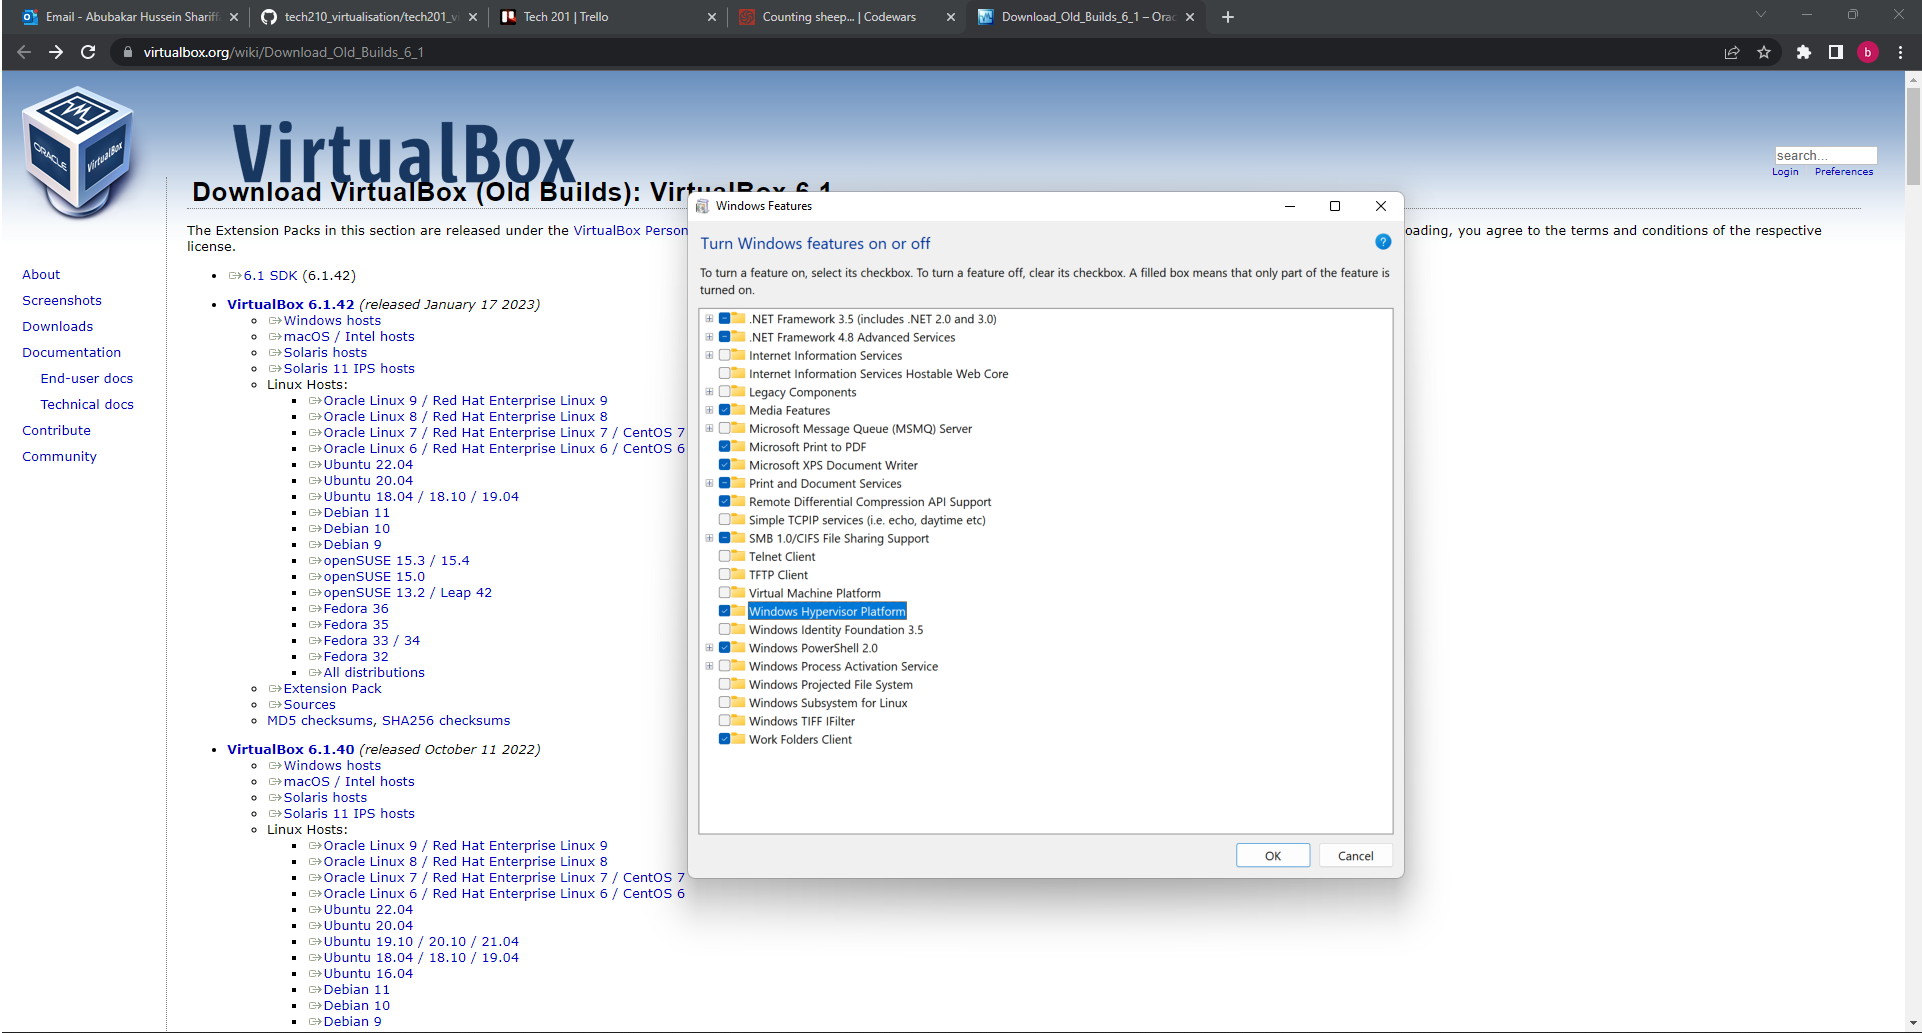 Email - Abubakar Hussein Shariff
tech210_virtualisation/tech201_vi
Tech 201 | Trello
Counting sheep... | Codewars
Download_Old_Builds_6_1 – Orac
virtualbox.org/wiki/Download_Old_Builds_6_1
b
ORACLE
VirtualBox
VirtualBox
search...
Login
Preferences
Download VirtualBox (Old Builds): VirtualBox 6.1
The Extension Packs in this section are released under the VirtualBox Person
oading, you agree to the terms and conditions of the respective
license.
About
Screenshots
Downloads
Documentation
End-user docs
Technical docs
Contribute
Community
6.1 SDK (6.1.42)
VirtualBox 6.1.42 (released January 17 2023)
Windows hosts
macOS / Intel hosts
Solaris hosts
Solaris 11 IPS hosts
Linux Hosts:
Oracle Linux 9 / Red Hat Enterprise Linux 9
Oracle Linux 8 / Red Hat Enterprise Linux 8
Oracle Linux 7 / Red Hat Enterprise Linux 7 / CentOS 7
Oracle Linux 6 / Red Hat Enterprise Linux 6 / CentOS 6
Ubuntu 22.04
Ubuntu 20.04
Ubuntu 18.04 / 18.10 / 19.04
Debian 11
Debian 10
Debian 9
openSUSE 15.3 / 15.4
openSUSE 15.0
openSUSE 13.2 / Leap 42
Fedora 36
Fedora 35
Fedora 33 / 34
Fedora 32
All distributions
Extension Pack
Sources
MD5 checksums, SHA256 checksums
VirtualBox 6.1.40 (released October 11 2022)
Windows hosts
macOS / Intel hosts
Solaris hosts
Solaris 11 IPS hosts
Linux Hosts:
Oracle Linux 9 / Red Hat Enterprise Linux 9
Oracle Linux 8 / Red Hat Enterprise Linux 8
Oracle Linux 7 / Red Hat Enterprise Linux 7 / CentOS 7
Oracle Linux 6 / Red Hat Enterprise Linux 6 / CentOS 6
Ubuntu 22.04
Ubuntu 20.04
Ubuntu 19.10 / 20.10 / 21.04
Ubuntu 18.04 / 18.10 / 19.04
Ubuntu 16.04
Debian 11
Debian 10
Debian 9
Windows Features
Turn Windows features on or off
?
To turn a feature on, select its checkbox. To turn a feature off, clear its checkbox. A filled box means that only part of the feature is
turned on.
.NET Framework 3.5 (includes .NET 2.0 and 3.0)
.NET Framework 4.8 Advanced Services
Internet Information Services
Internet Information Services Hostable Web Core
Legacy Components
Media Features
Microsoft Message Queue (MSMQ) Server
Microsoft Print to PDF
Microsoft XPS Document Writer
Print and Document Services
Remote Differential Compression API Support
Simple TCPIP services (i.e. echo, daytime etc)
SMB 1.0/CIFS File Sharing Support
Telnet Client
TFTP Client
Virtual Machine Platform
Windows Hypervisor Platform
Windows Identity Foundation 3.5
Windows PowerShell 2.0
Windows Process Activation Service
Windows Projected File System
Windows Subsystem for Linux
Windows TIFF IFilter
Work Folders Client
OK
Cancel